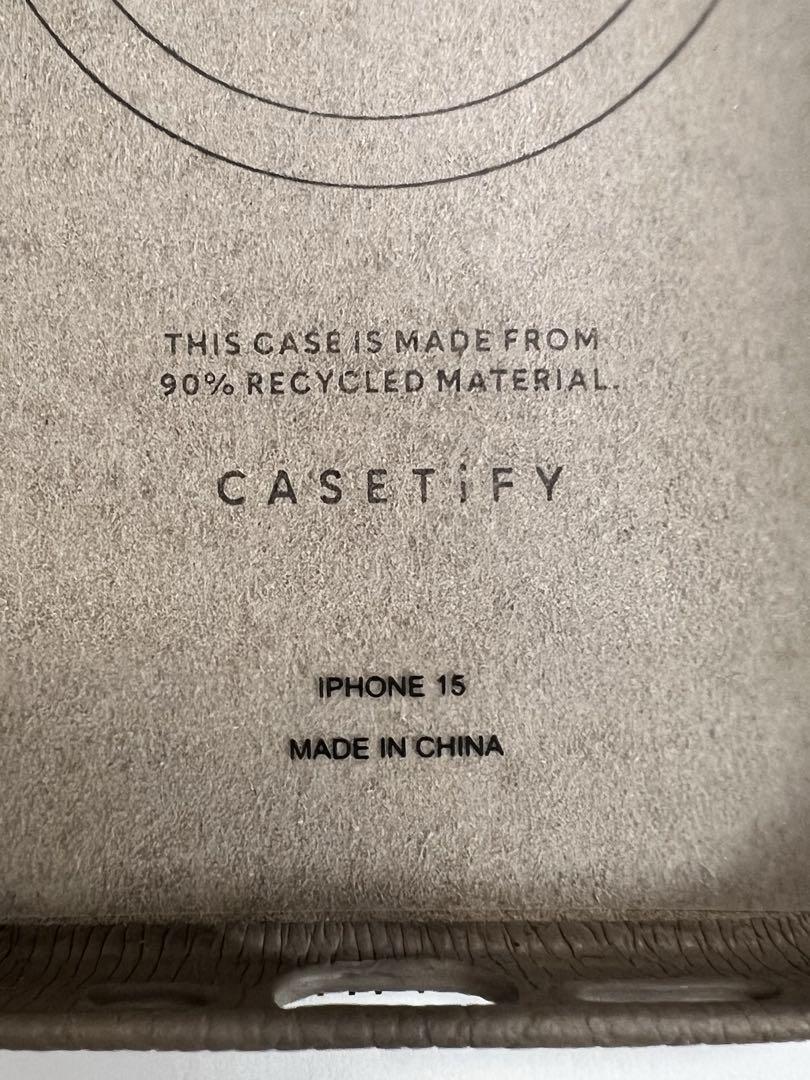 THIS CASE IS MADE FROM
90% RECYCLED MATERIAL.
CASETiFY
IPHONE 15
MADE IN CHINA